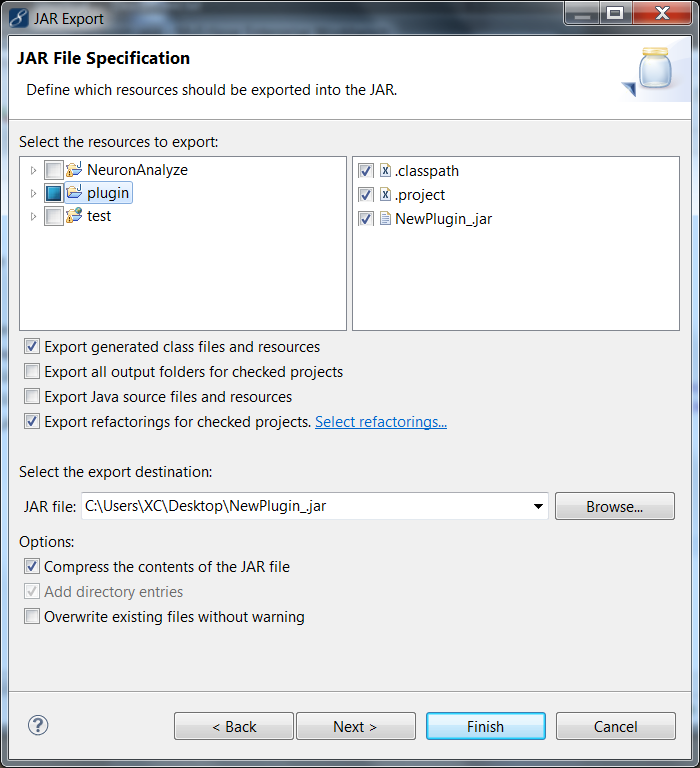 JAR Export
JAR File Specification
Define which resources should be exported into the JAR.
Select the resources to export:
NeuronAnalyze
plugin
test
.classpath
.project
NewPlugin_.jar
Export generated class files and resources
Export all output folders for checked projects
Export Java source files and resources
Export refactorings for checked projects. Select refactorings...
Select the export destination:
JAR file: C:\Users\XC\Desktop\NewPlugin_.jar Browse...
Options:
Compress the contents of the JAR file
Add directory entries
Overwrite existing files without warning
? < Back Next > Finish Cancel